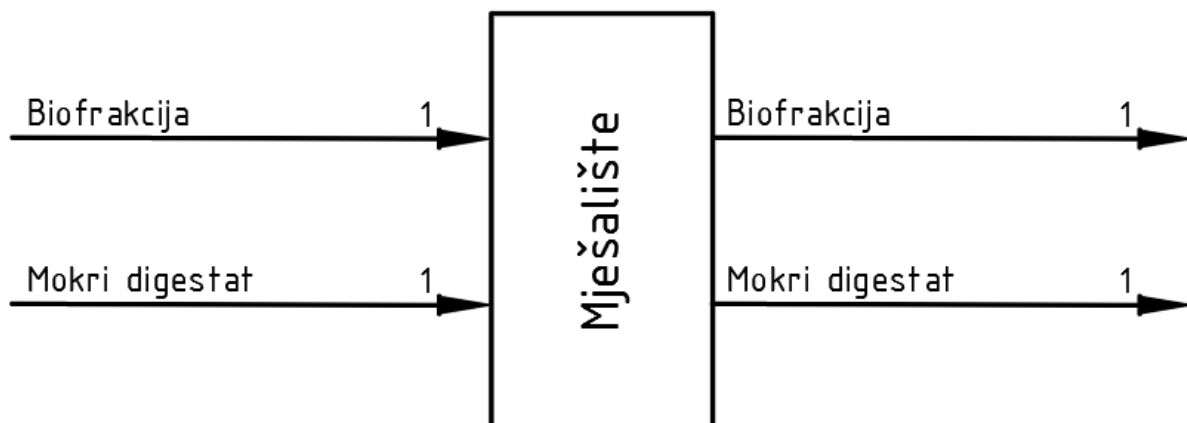 Biofrakcija 1
Mokri digestat 1
Mješalište
Biofrakcija 1
Mokri digestat 1